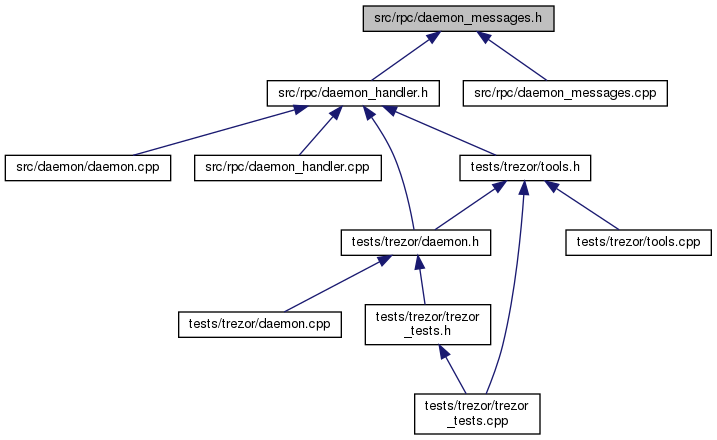 src/rpc/daemon_messages.h
src/rpc/daemon_handler.h
src/rpc/daemon_messages.cpp
src/daemon/daemon.cpp
src/rpc/daemon_handler.cpp
tests/trezor/tools.h
tests/trezor/daemon.h
tests/trezor/tools.cpp
tests/trezor/daemon.cpp
tests/trezor/trezor
_tests.h
tests/trezor/trezor
_tests.cpp